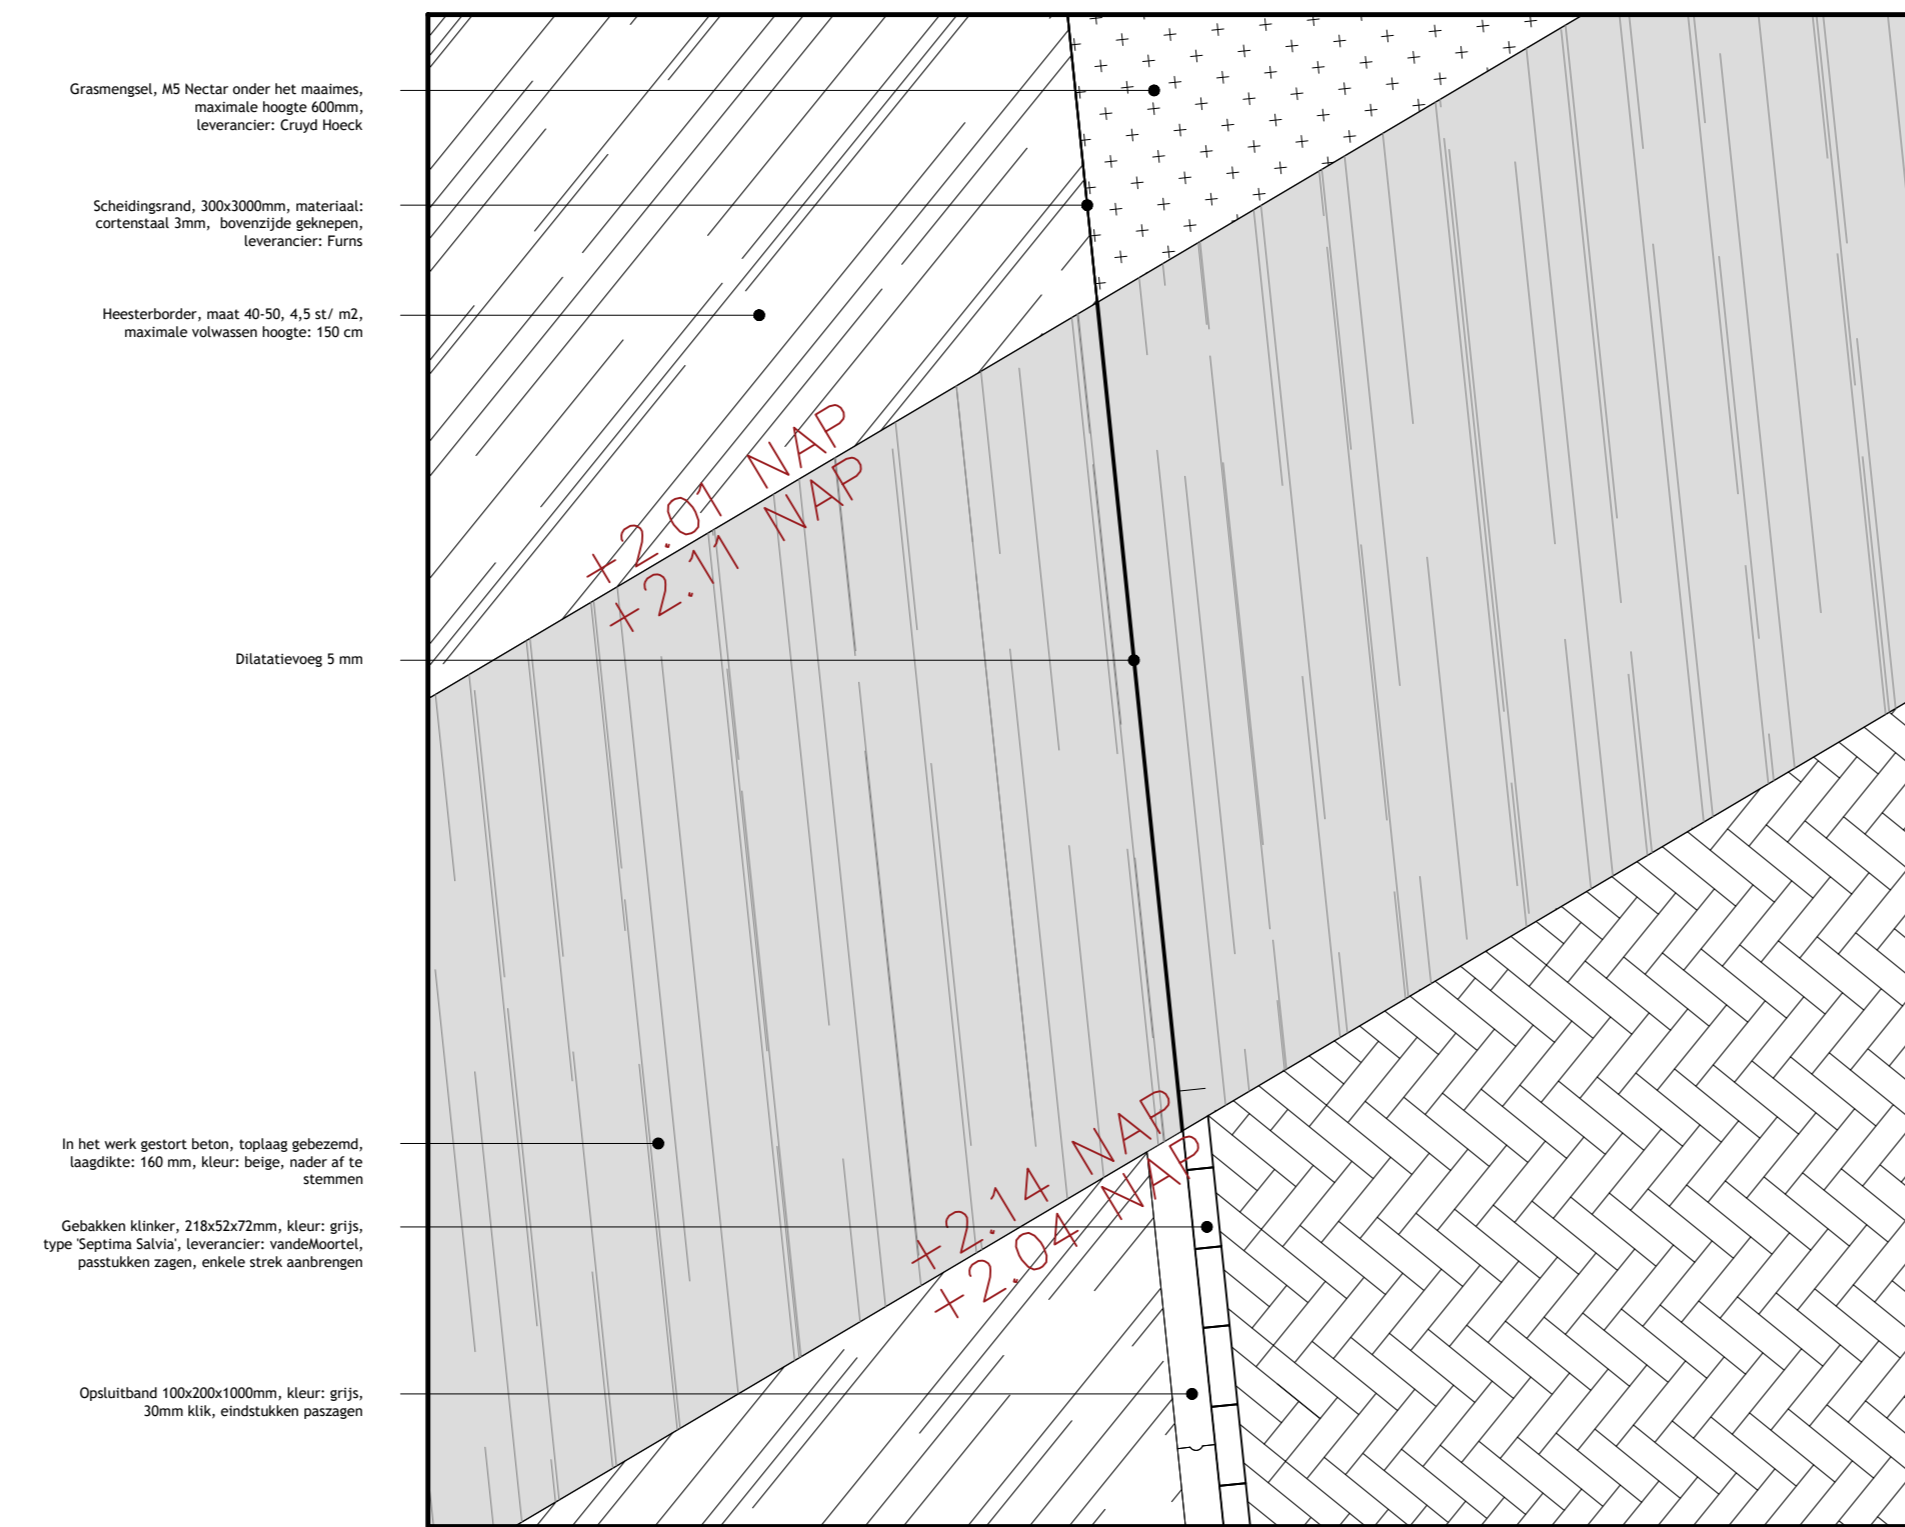 Grasmengsel, M5 Nectar onder het maaimes,
maximale hoogte 600mm,
leverancier: Cruyd Hoeck
Scheidingsrand, 300x3000mm, materiaal:
cortenstaal 3mm, bovenzijde geknepen,
leverancier: Furns
Heesterborder, maat 40-50, 4,5 st/ m2,
maximale volwassen hoogte: 150 cm
+2.01 NAP
+2.11 NAP
Dilatatievoeg 5 mm
In het werk gestort beton, toplaag gebezemd,
laagdikte: 160 mm, kleur: beige, nader af te
stemmen
+2.14 NAP
+2.04 NAP
Gebakken klinker, 218x52x72mm, kleur: grijs,
type 'Septima Salvia', leverancier: vandeMoortel,
passtukken zagen, enkele strek aanbrengen
Opsluitband 100x200x1000mm, kleur: grijs,
30mm klik, eindstukken paszagen